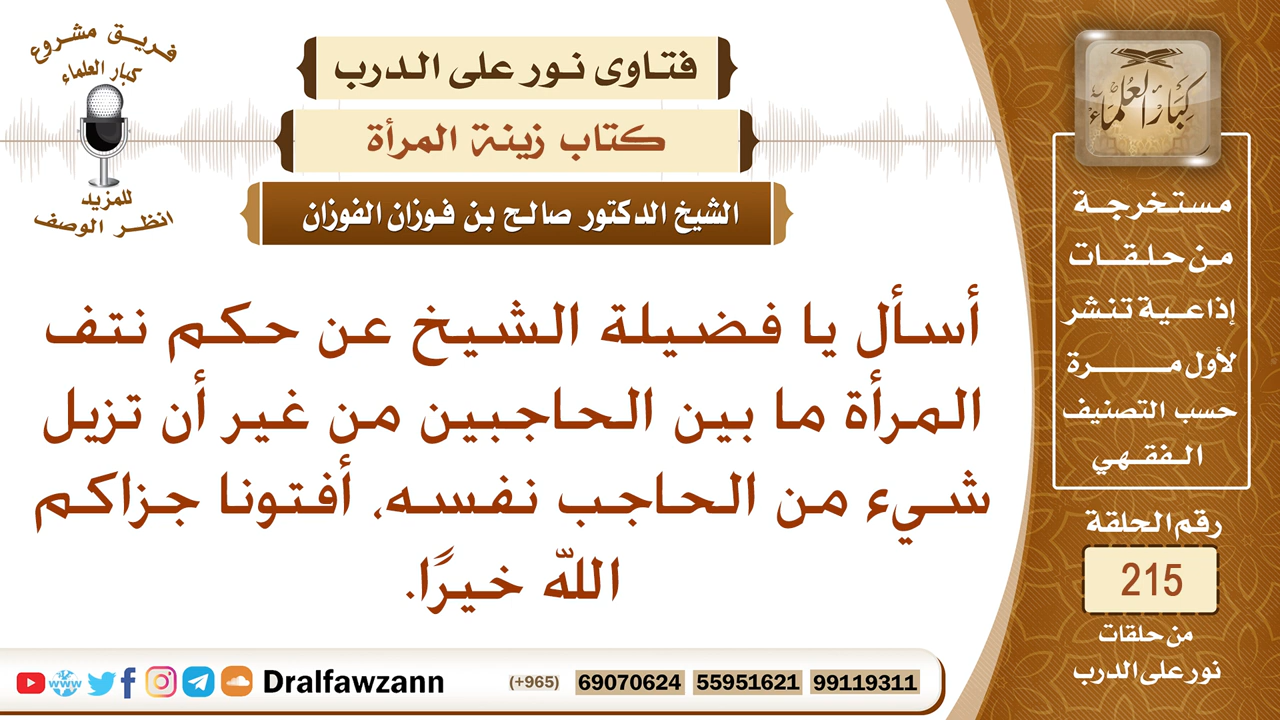 فريق مشروع
كبار العلماء
للمزيد
انظر الوصف
فتاوى نور على الدرب
كتاب زينة المرأة
الشيخ الدكتور صالح بن فوزان الفوزان
أسأل يا فضيلة الشيخ عن حكم نتف
المرأة ما بين الحاجبين من غير أن تزيل
شيء من الحاجب نفسه، أفتونا جزاكم
الله خيرًا.
كبار العلماء
مستخرجة
من حلقات
إذاعية تنشر
لأول مرة
حسب التصنيف
الفقهي
رقم الحلقة
215
من حلقات
نور على الدرب
www Dralfawzann (+965) 69070624 55951621 99119311